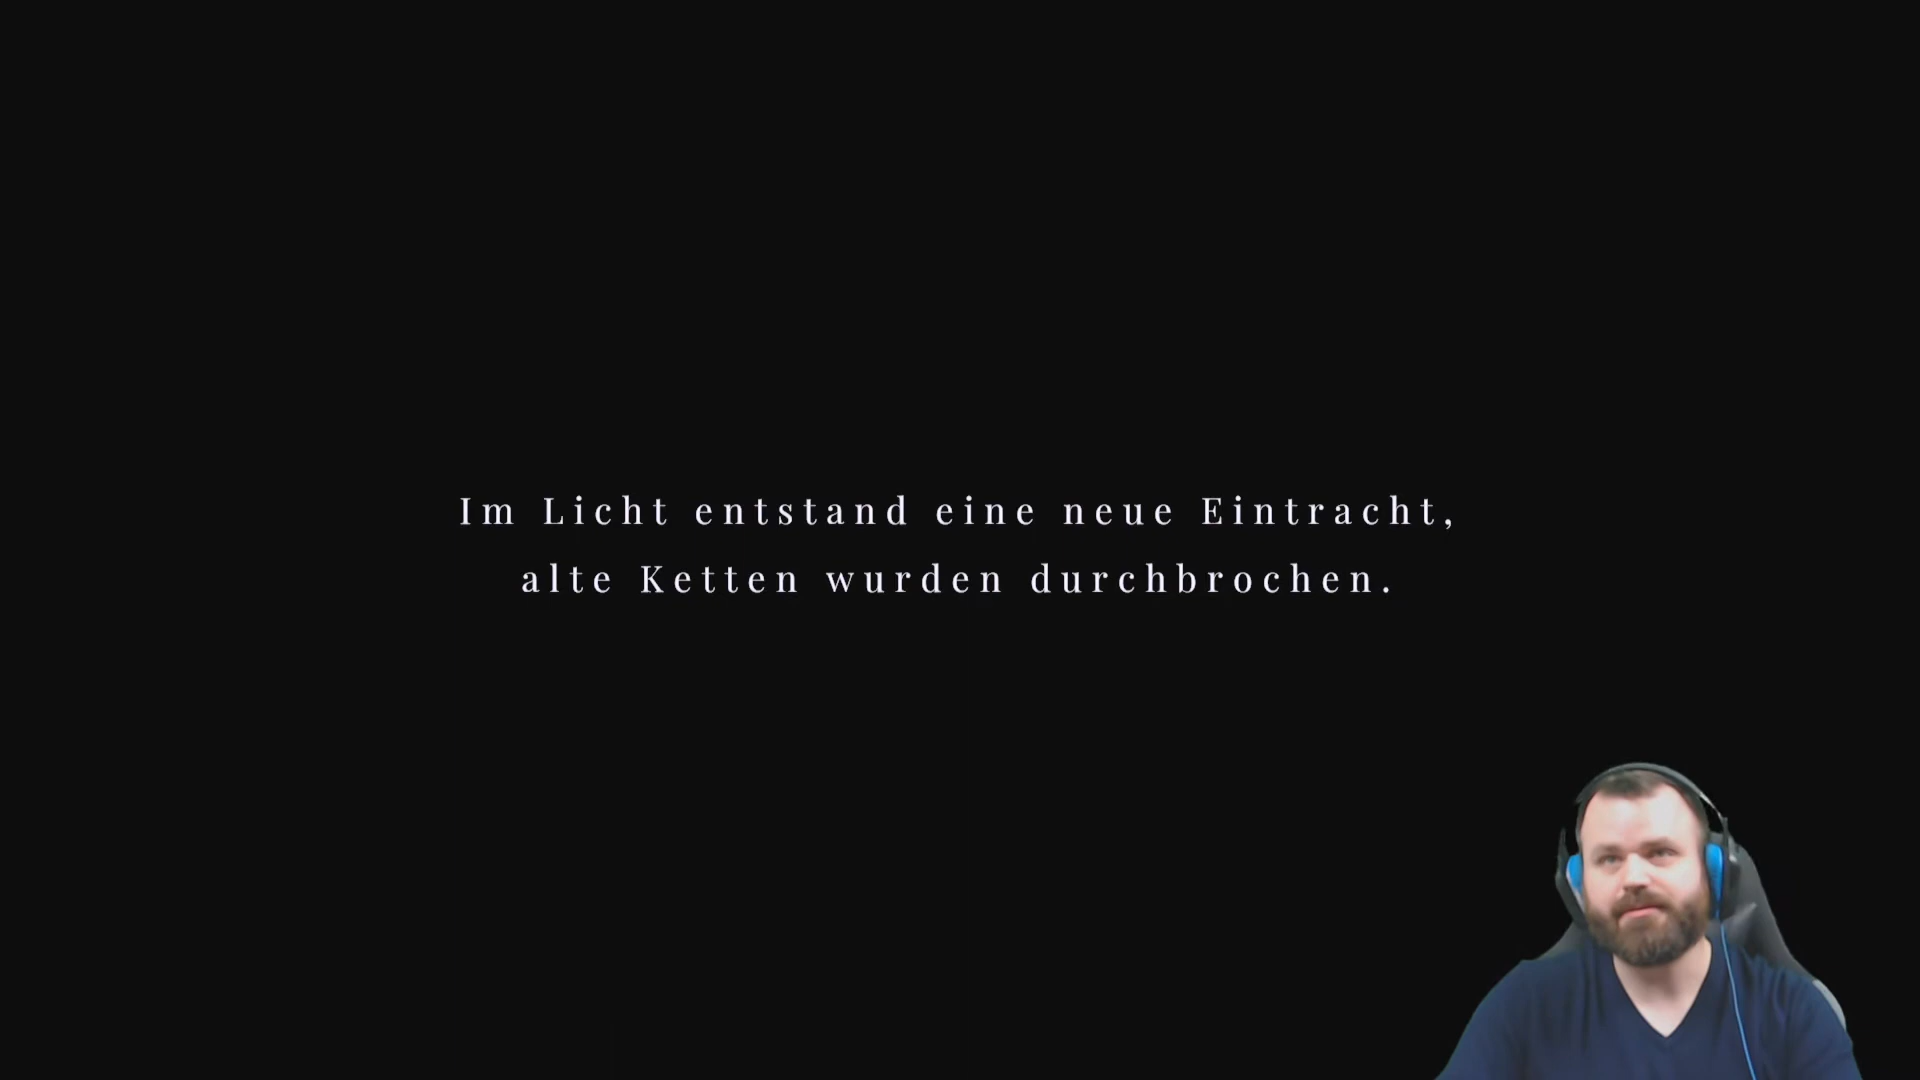 Im Licht entstand eine neue Eintracht,
alte Ketten wurden durchbrochen.